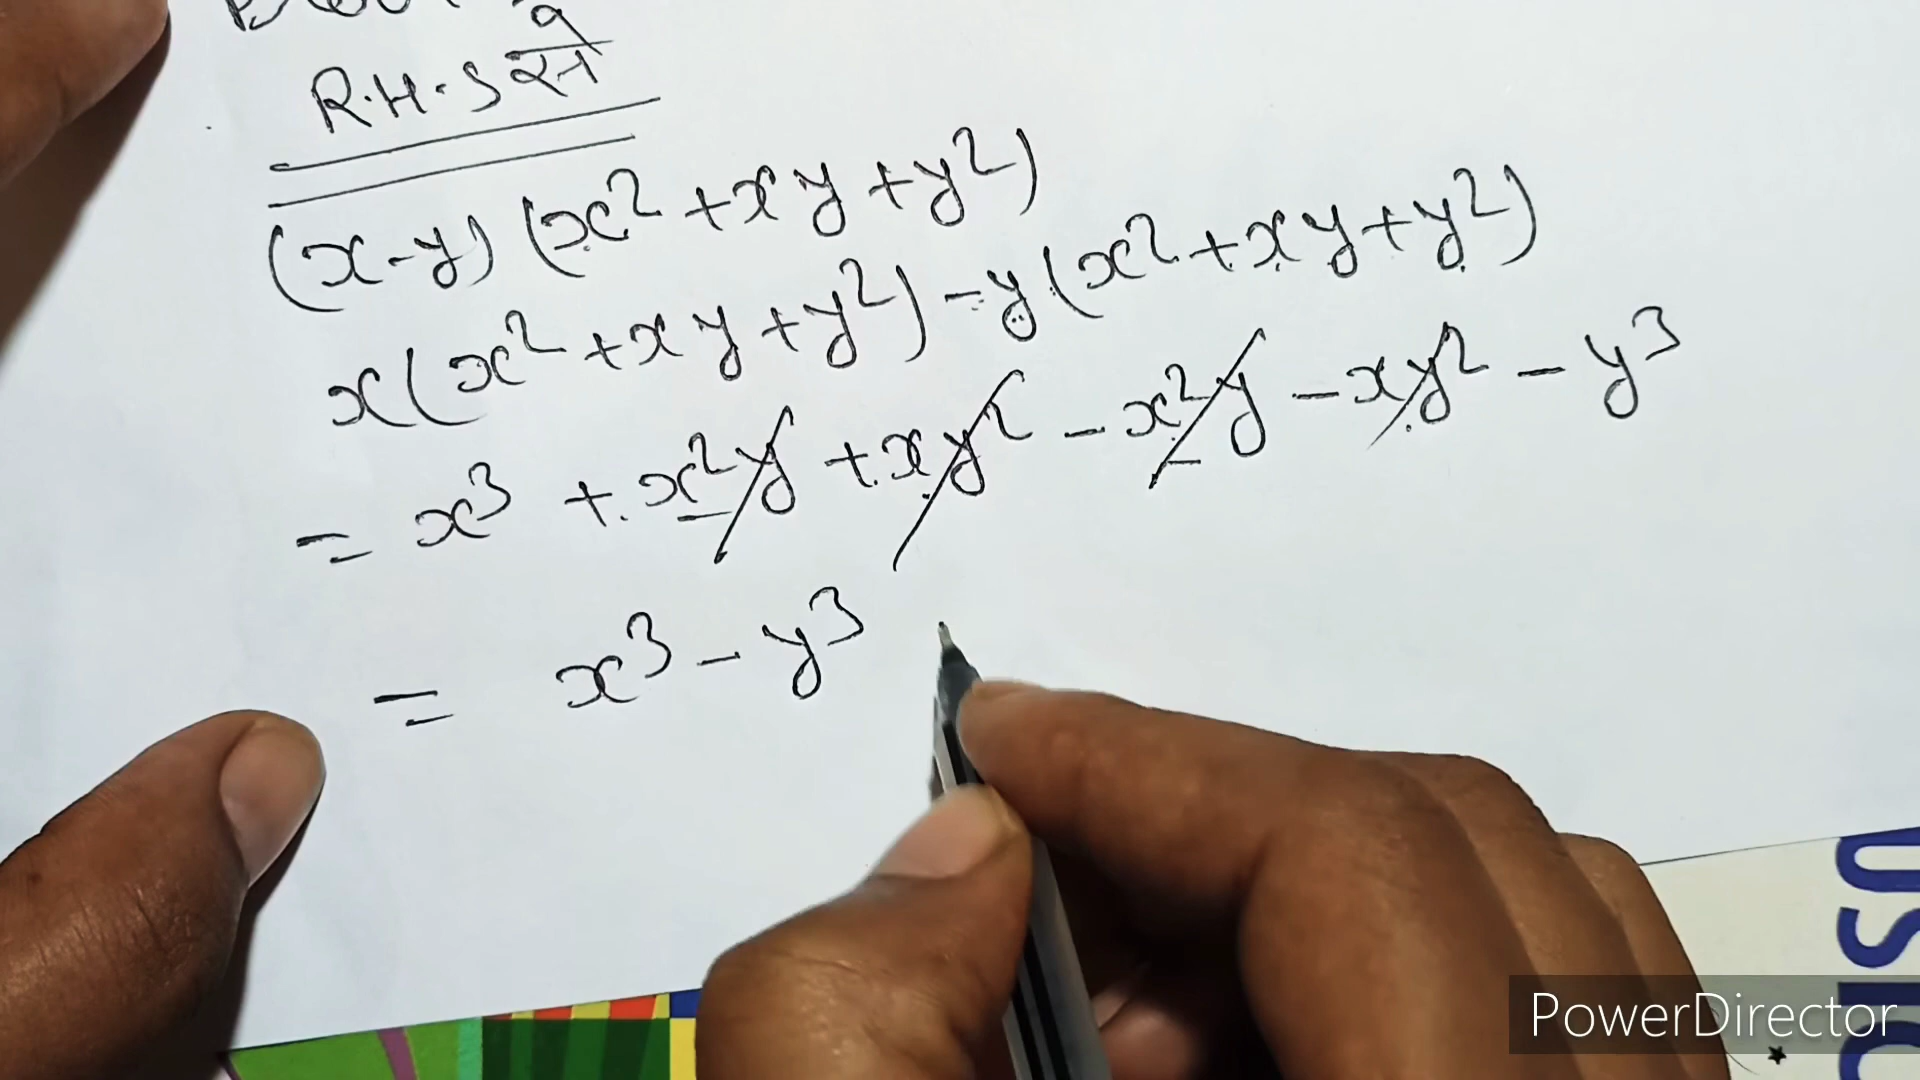 R.H.S से
(x-y) (x²+xy+y²)
x(x²+xy+y²)-y(x²+xy+y²)
= x³ + x²y + xy² - x²y - xy² - y³
= x³ - y³
PowerDirector